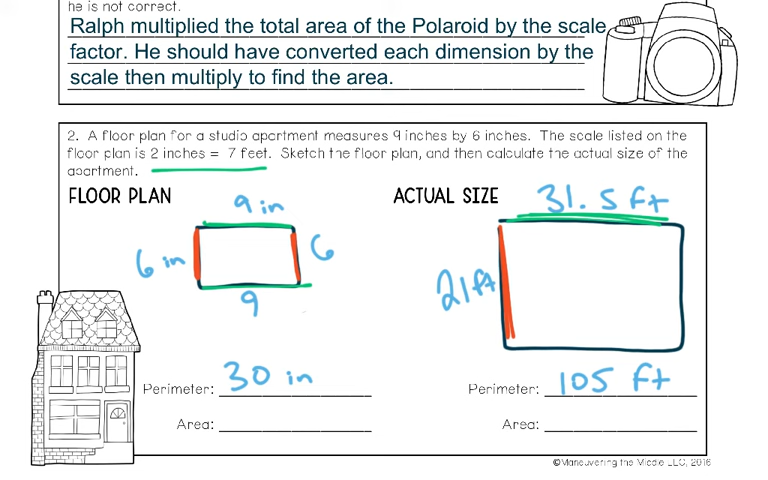 he is not correct.
Ralph multiplied the total area of the Polaroid by the scale
factor. He should have converted each dimension by the
scale then multiply to find the area.
2. A floor plan for a studio apartment measures 9 inches by 6 inches. The scale listed on the
floor plan is 2 inches = 7 feet. Sketch the floor plan, and then calculate the actual size of the
apartment.
FLOOR PLAN
ACTUAL SIZE
9 in
31.5 ft
6 in
6
9
21 ft
Perimeter: 30 in
Perimeter: 105 ft
Area:
Area:
©Maneuvering the Middle LLC, 2016